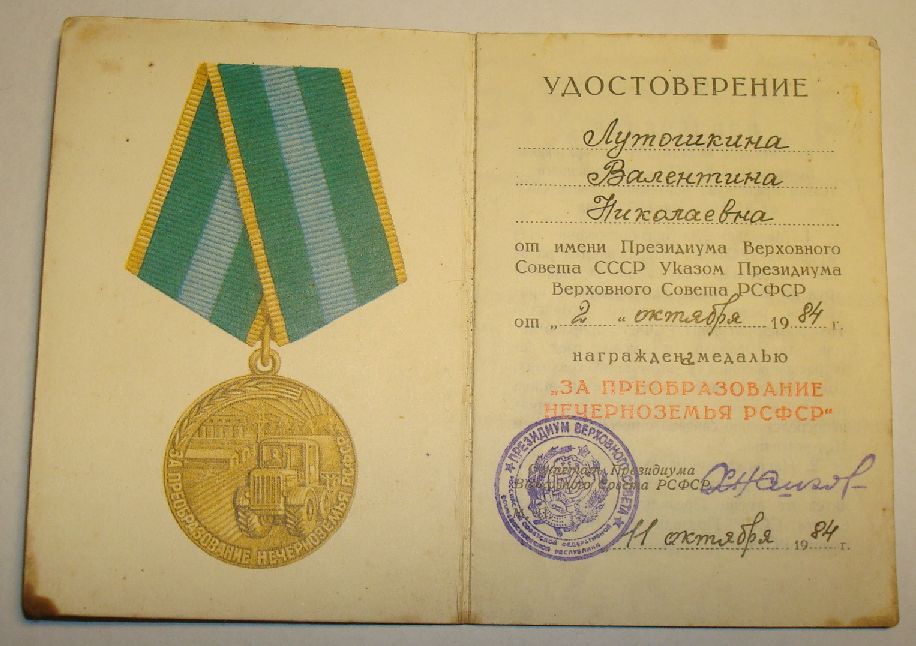 ЗА ПРЕОБРАЗОВАНИЕ НЕЧЕРНОЗЕМЬЯ РСФСР
УДОСТОВЕРЕНИЕ
Лутошкина
Валентина
Николаевна
от имени Президиума Верховного
Совета СССР Указом Президиума
Верховного Совета РСФСР
от „2" октября 1984 г.
награждена медалью
„ЗА ПРЕОБРАЗОВАНИЕ
НЕЧЕРНОЗЕМЬЯ РСФСР"
ПРЕЗИДИУМ ВЕРХОВНОГО СОВЕТА
Президиума
Совета РСФСР
11 октября 1984 г.